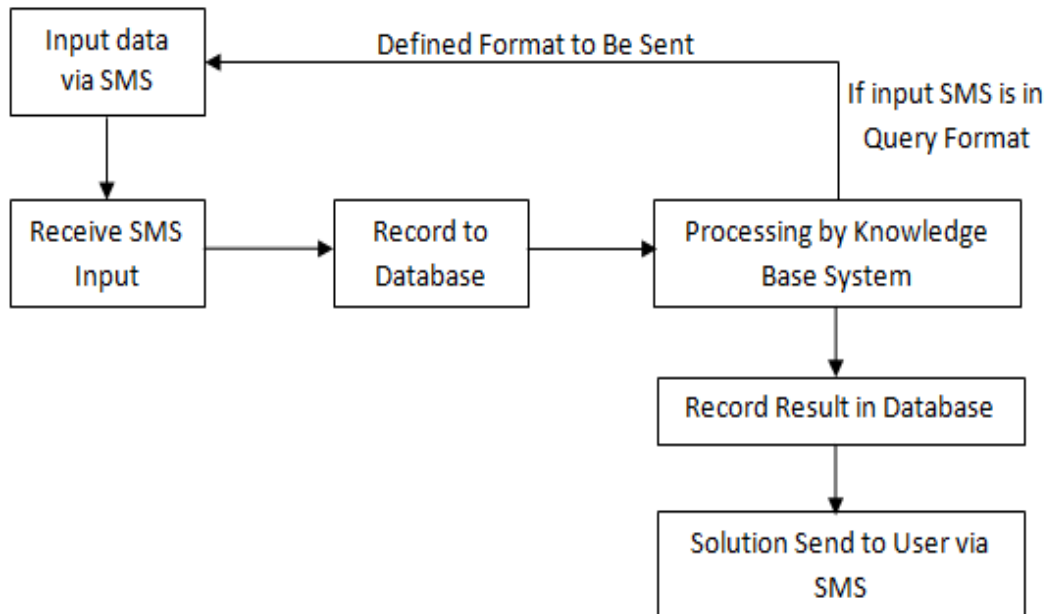 Input data
via SMS
Defined Format to Be Sent
If input SMS is in
Query Format
Receive SMS
Input
Record to
Database
Processing by Knowledge
Base System
Record Result in Database
Solution Send to User via
SMS